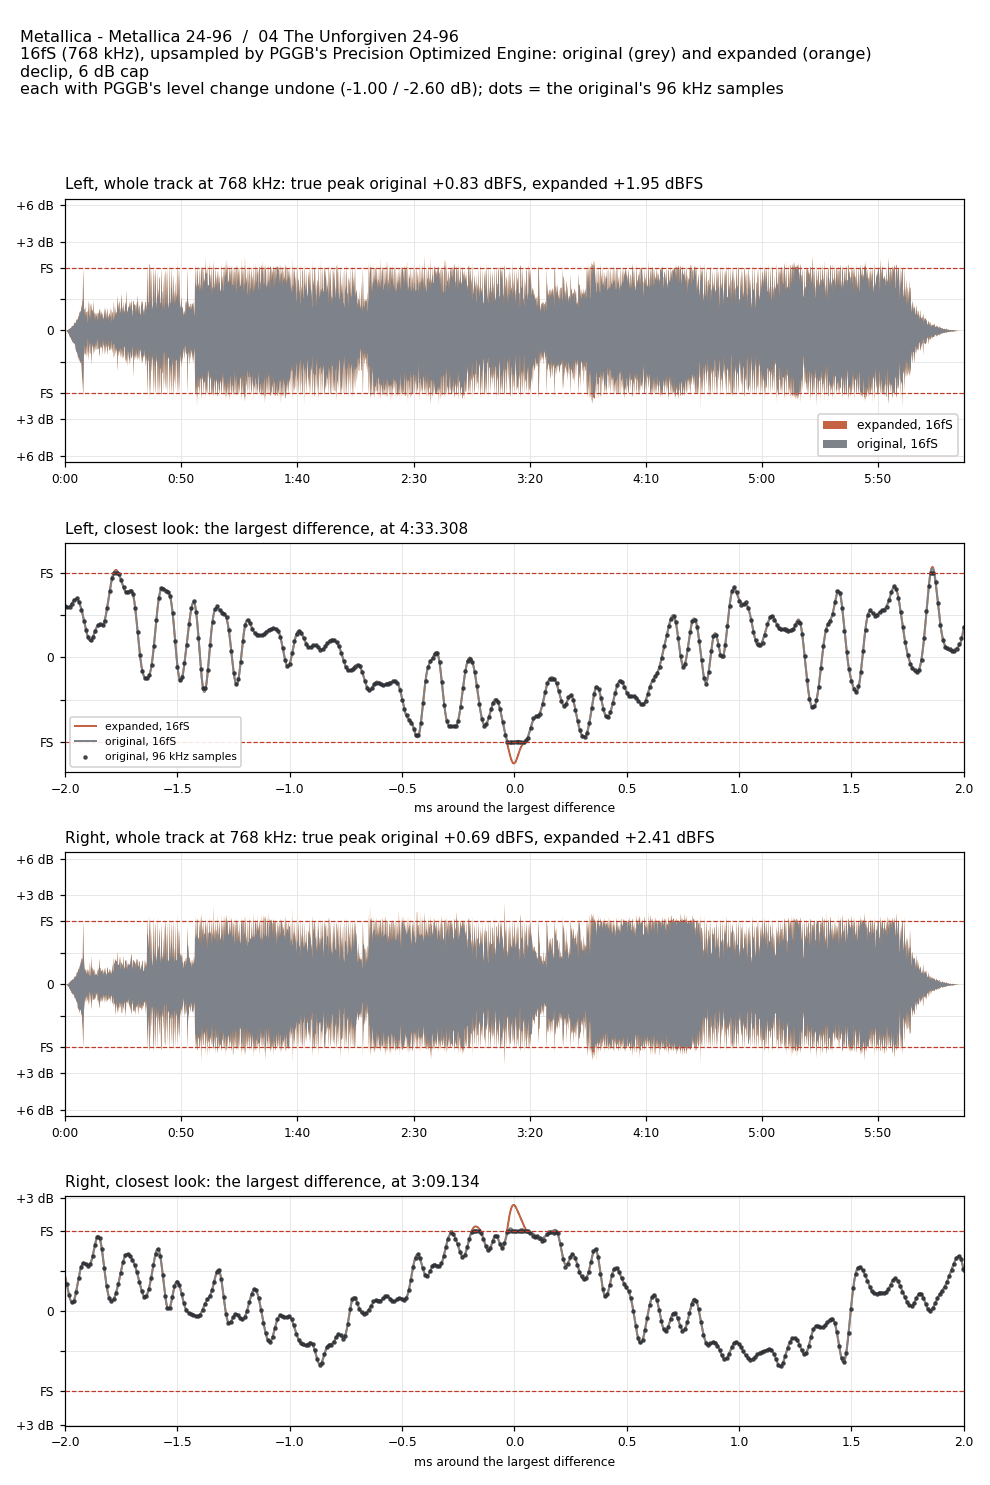 Metallica - Metallica 24-96  /  04 The Unforgiven 24-96
16fS (768 kHz), upsampled by PGGB's Precision Optimized Engine: original (grey) and expanded (orange)
declip, 6 dB cap
each with PGGB's level change undone (-1.00 / -2.60 dB); dots = the original's 96 kHz samples
Left, whole track at 768 kHz: true peak original +0.83 dBFS, expanded +1.95 dBFS
+6 dB
+3 dB
FS
0
FS
+3 dB
+6 dB
expanded, 16fS
original, 16fS
0:00 0:50 1:40 2:30 3:20 4:10 5:00 5:50
Left, closest look: the largest difference, at 4:33.308
FS
0
FS
expanded, 16fS
original, 16fS
original, 96 kHz samples
−2.0 −1.5 −1.0 −0.5 0.0 0.5 1.0 1.5 2.0
ms around the largest difference
Right, whole track at 768 kHz: true peak original +0.69 dBFS, expanded +2.41 dBFS
+6 dB
+3 dB
FS
0
FS
+3 dB
+6 dB
0:00 0:50 1:40 2:30 3:20 4:10 5:00 5:50
Right, closest look: the largest difference, at 3:09.134
+3 dB
FS
0
FS
+3 dB
−2.0 −1.5 −1.0 −0.5 0.0 0.5 1.0 1.5 2.0
ms around the largest difference